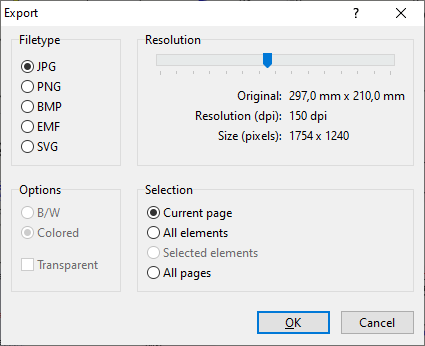 Export
Filetype
JPG
PNG
BMP
EMF
SVG
Resolution
Original: 297,0 mm x 210,0 mm
Resolution (dpi): 150 dpi
Size (pixels): 1754 x 1240
Options
B/W
Colored
Transparent
Selection
Current page
All elements
Selected elements
All pages
OK
Cancel